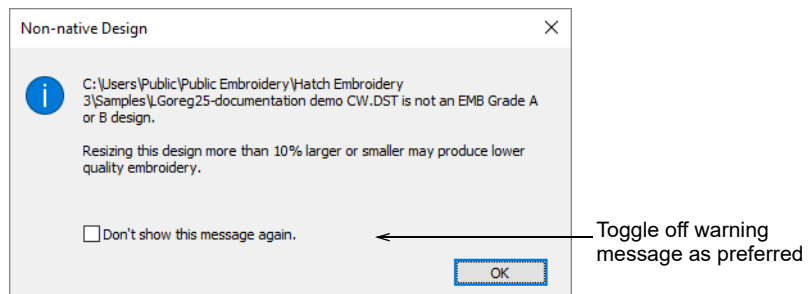 Non-native Design
C:\Users\Public\Public Embroidery\Hatch Embroidery
3\Samples\LGoreg25-documentation demo CW.DST is not an EMB Grade A
or B design.
Resizing this design more than 10% larger or smaller may produce lower
quality embroidery.
Don't show this message again.
Toggle off warning
message as preferred
OK